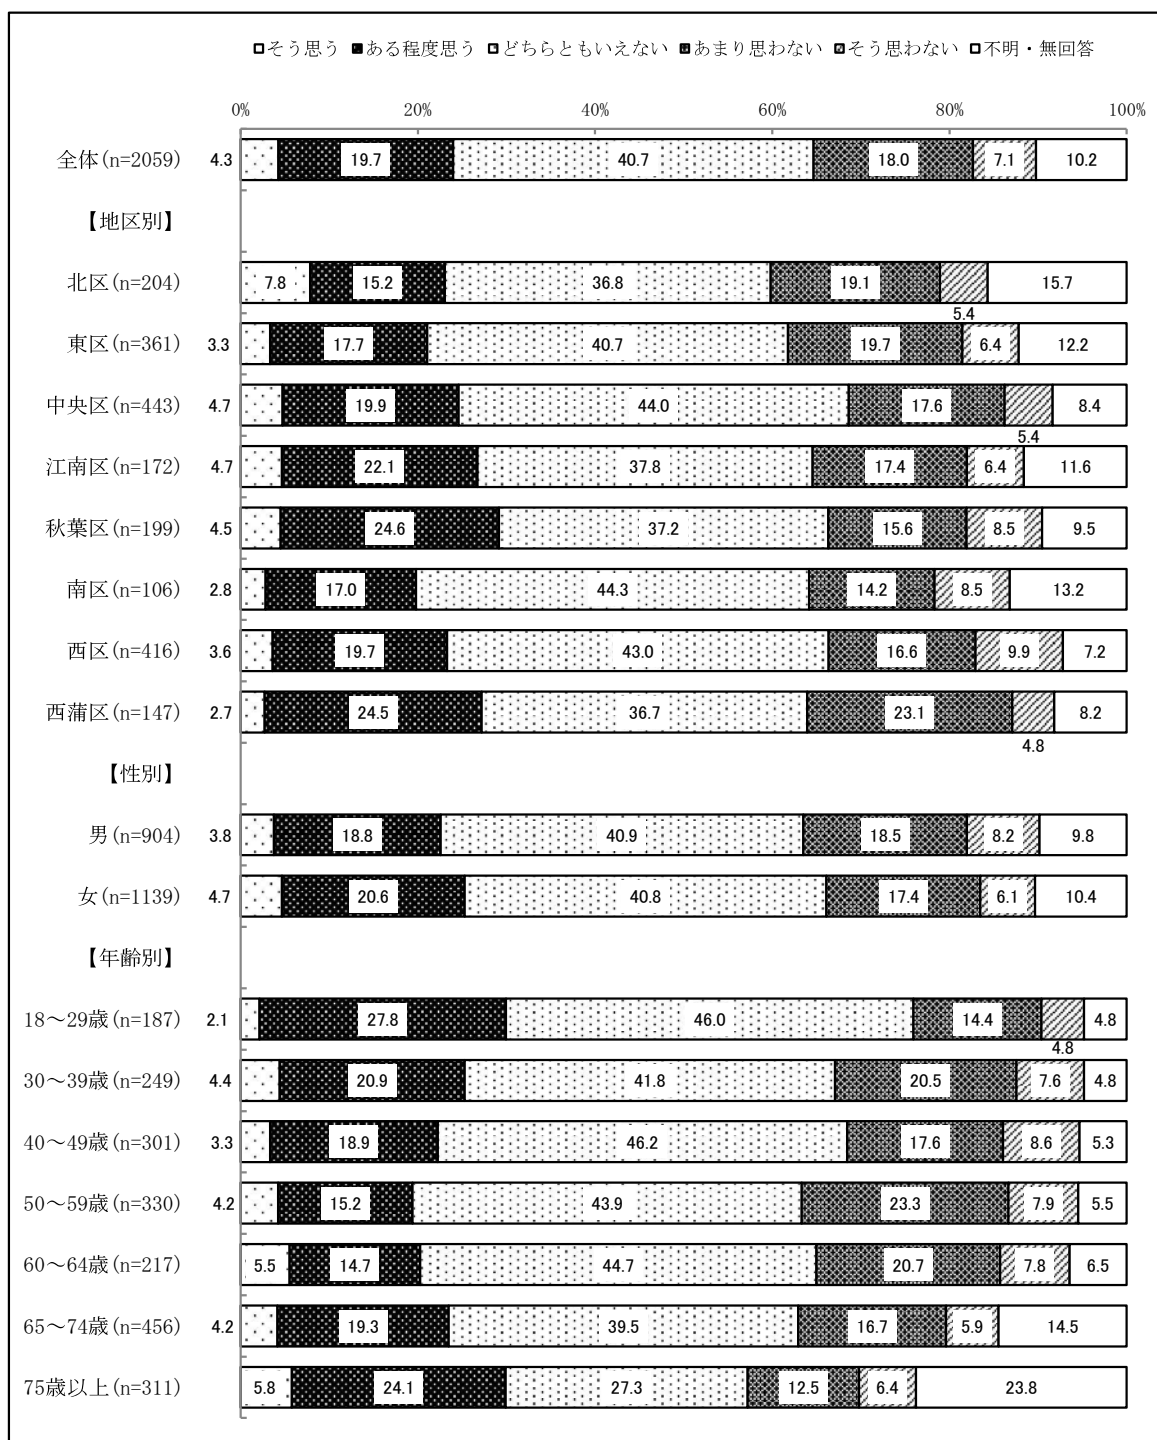 そう思う ある程度思う どちらともいえない あまり思わない そう思わない 不明・無回答
0% 20% 40% 60% 80% 100%
全体(n=2059) 4.3 19.7 40.7 18.0 7.1 10.2
【地区別】
北区(n=204) 7.8 15.2 36.8 19.1 15.7
5.4
東区(n=361) 3.3 17.7 40.7 19.7 6.4 12.2
中央区(n=443) 4.7 19.9 44.0 17.6 8.4
5.4
江南区(n=172) 4.7 22.1 37.8 17.4 6.4 11.6
秋葉区(n=199) 4.5 24.6 37.2 15.6 8.5 9.5
南区(n=106) 2.8 17.0 44.3 14.2 8.5 13.2
西区(n=416) 3.6 19.7 43.0 16.6 9.9 7.2
西蒲区(n=147) 2.7 24.5 36.7 23.1 8.2
4.8
【性別】
男(n=904) 3.8 18.8 40.9 18.5 8.2 9.8
女(n=1139) 4.7 20.6 40.8 17.4 6.1 10.4
【年齢別】
18～29歳(n=187) 2.1 27.8 46.0 14.4 4.8
4.8
30～39歳(n=249) 4.4 20.9 41.8 20.5 7.6 4.8
40～49歳(n=301) 3.3 18.9 46.2 17.6 8.6 5.3
50～59歳(n=330) 4.2 15.2 43.9 23.3 7.9 5.5
60～64歳(n=217) 5.5 14.7 44.7 20.7 7.8 6.5
65～74歳(n=456) 4.2 19.3 39.5 16.7 5.9 14.5
75歳以上(n=311) 5.8 24.1 27.3 12.5 6.4 23.8